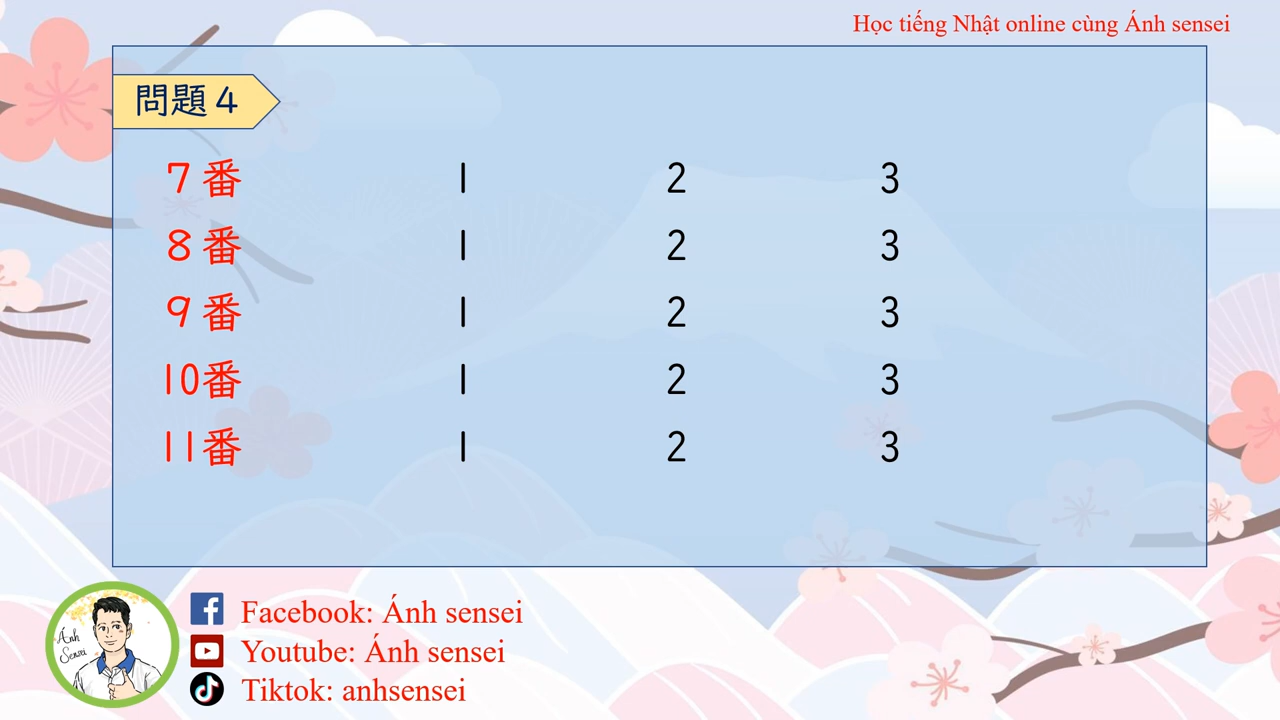 Học tiếng Nhật online cùng Ánh sensei
問題４
７番 1 2 3
８番 1 2 3
９番 1 2 3
10番 1 2 3
11番 1 2 3
Ánh Sensei
Facebook: Ánh sensei
Youtube: Ánh sensei
Tiktok: anhsensei